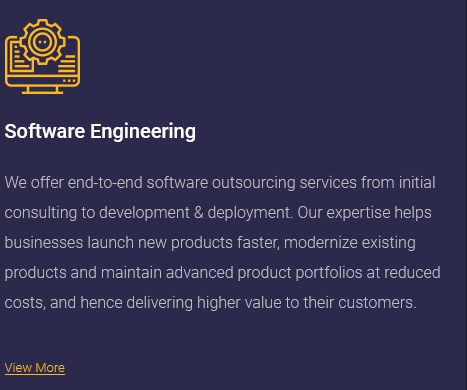 Software Engineering
We offer end-to-end software outsourcing services from initial
consulting to development & deployment. Our expertise helps
businesses launch new products faster, modernize existing
products and maintain advanced product portfolios at reduced
costs, and hence delivering higher value to their customers.
View More